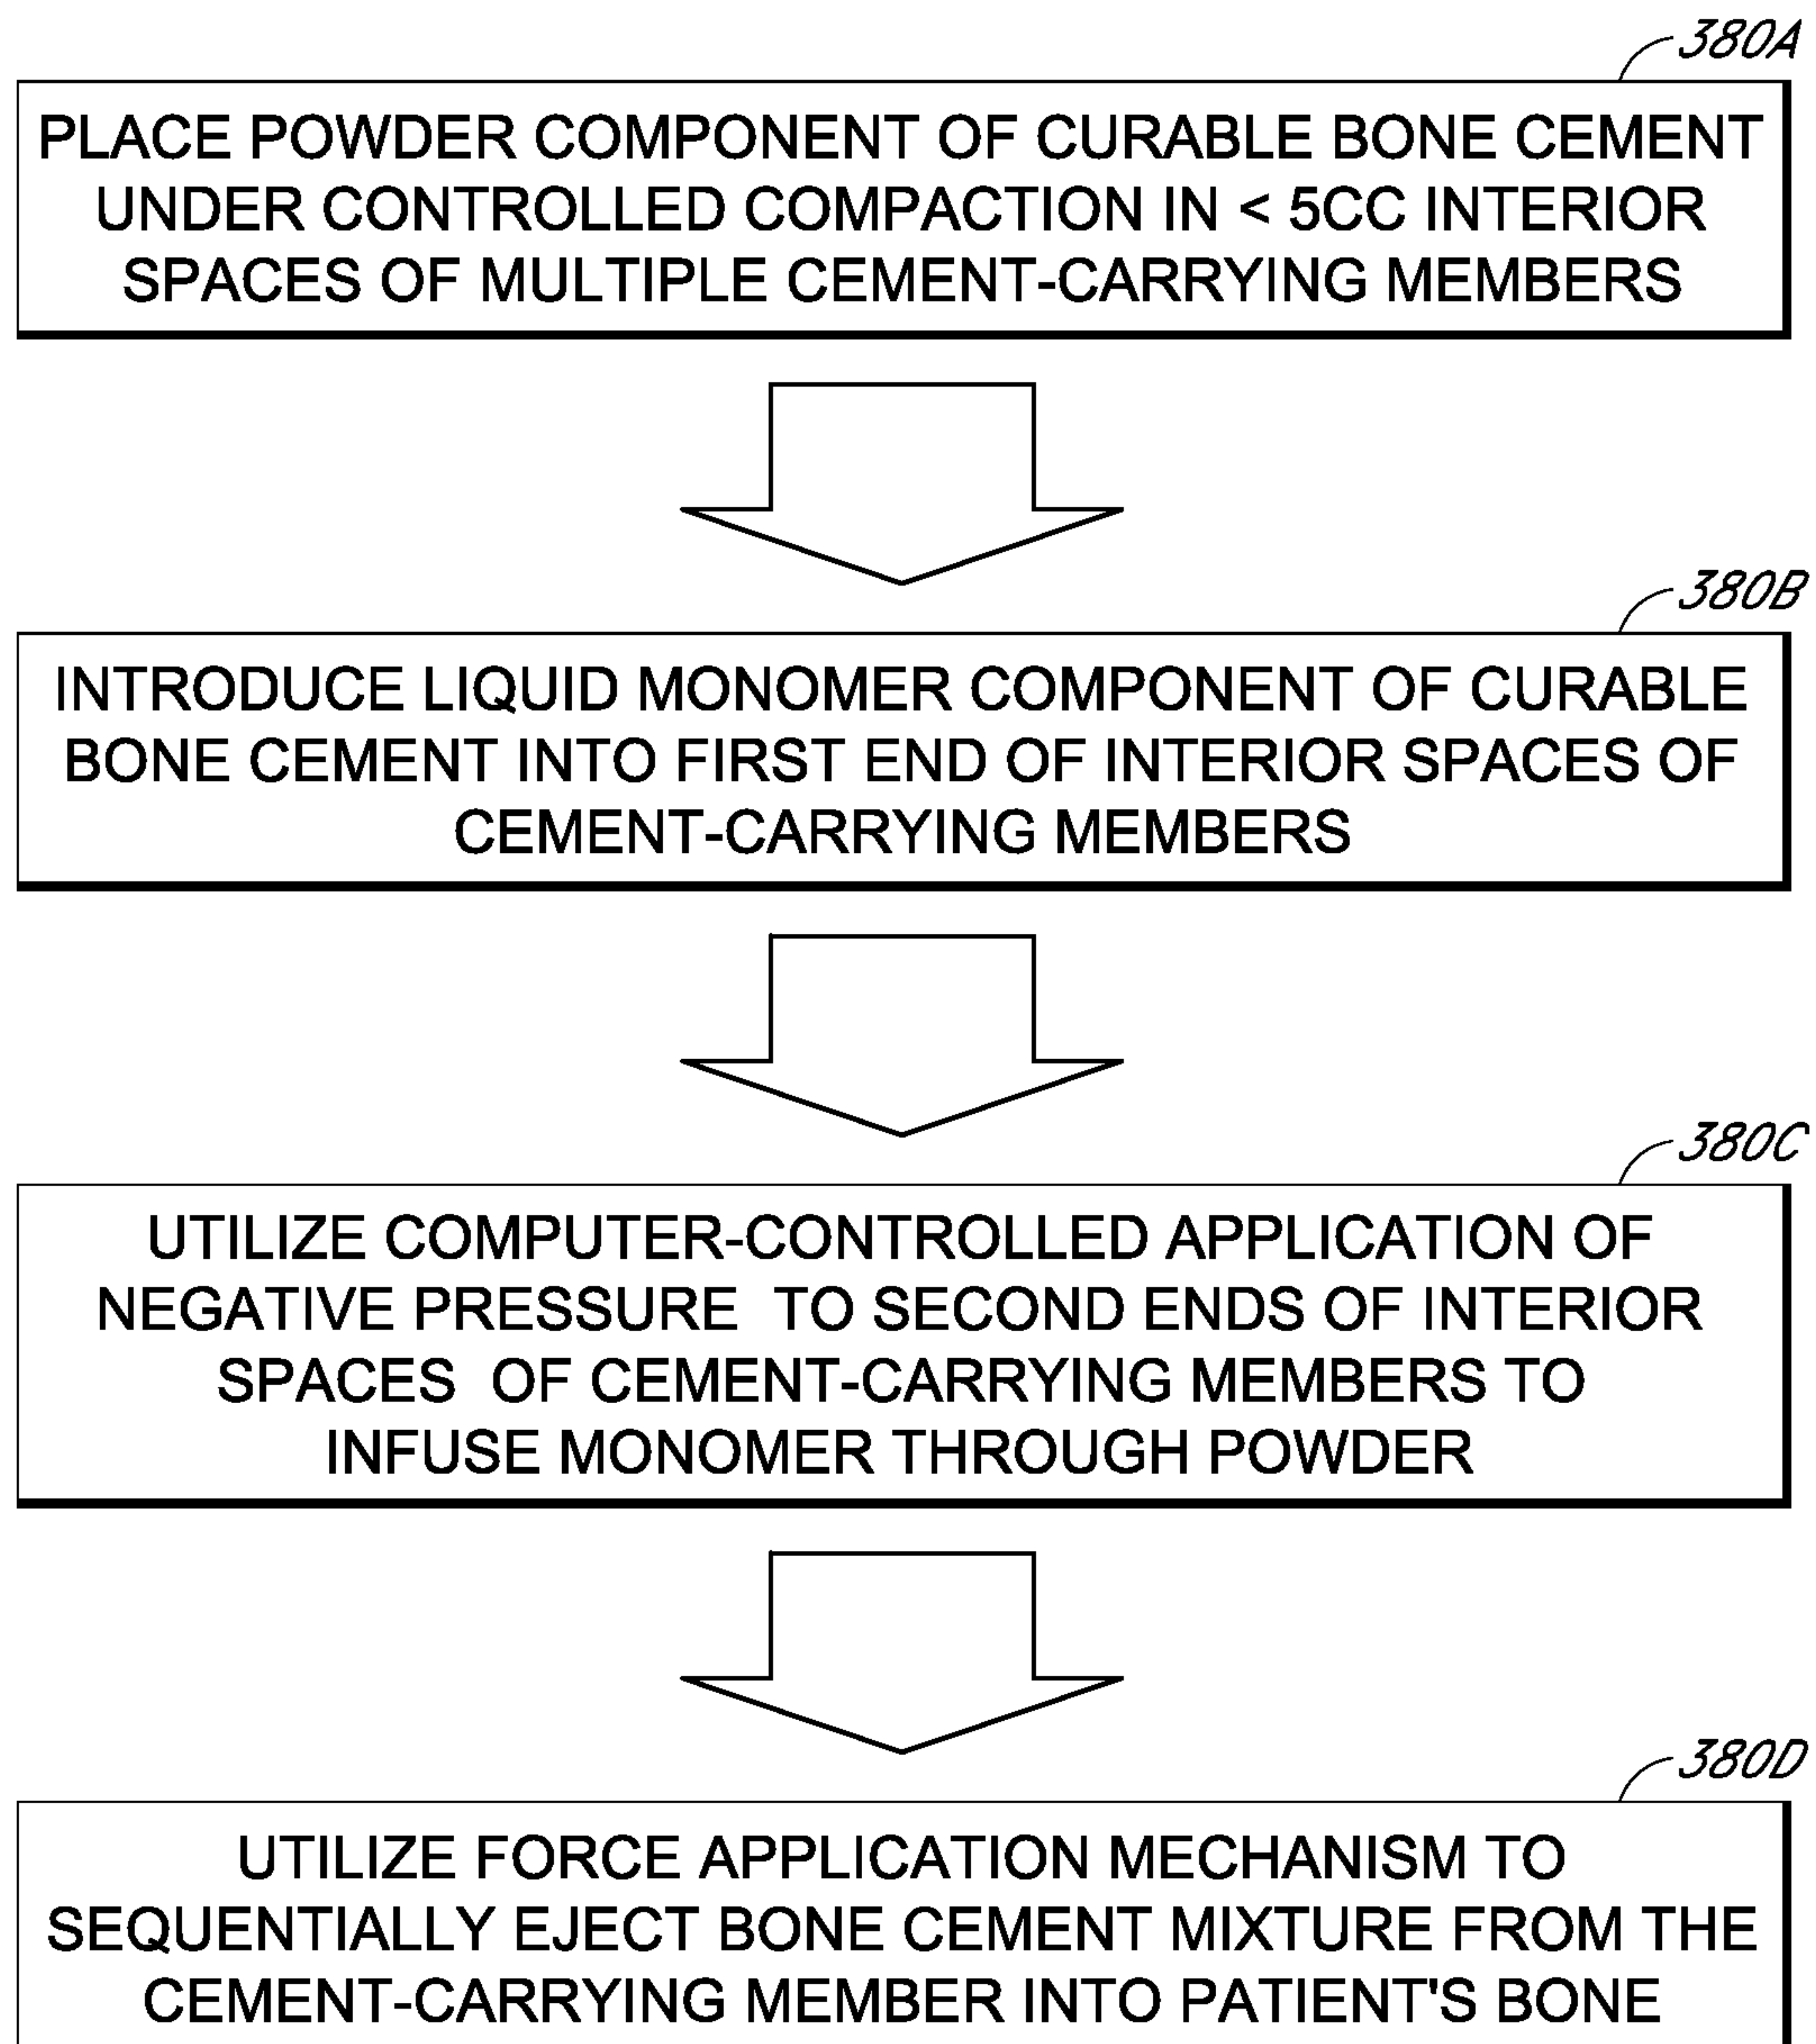 380A
PLACE POWDER COMPONENT OF CURABLE BONE CEMENT
UNDER CONTROLLED COMPACTION IN < 5CC INTERIOR
SPACES OF MULTIPLE CEMENT-CARRYING MEMBERS
380B
INTRODUCE LIQUID MONOMER COMPONENT OF CURABLE
BONE CEMENT INTO FIRST END OF INTERIOR SPACES OF
CEMENT-CARRYING MEMBERS
380C
UTILIZE COMPUTER-CONTROLLED APPLICATION OF
NEGATIVE PRESSURE TO SECOND ENDS OF INTERIOR
SPACES OF CEMENT-CARRYING MEMBERS TO
INFUSE MONOMER THROUGH POWDER
380D
UTILIZE FORCE APPLICATION MECHANISM TO
SEQUENTIALLY EJECT BONE CEMENT MIXTURE FROM THE
CEMENT-CARRYING MEMBER INTO PATIENT'S BONE